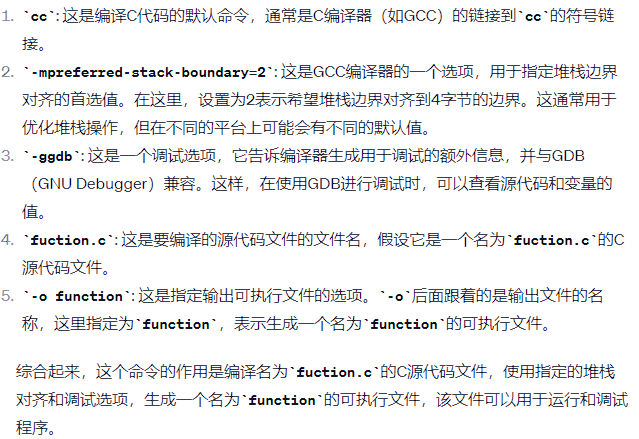 1. `cc`: 这是编译C代码的默认命令，通常是C编译器（如GCC）的链接到`cc`的符号链
接。
2. `-mpreferred-stack-boundary=2`: 这是GCC编译器的一个选项，用于指定堆栈边界
对齐的首选值。在这里，设置为2表示希望堆栈边界对齐到4字节的边界。这通常用于
优化堆栈操作，但在不同的平台上可能会有不同的默认值。
3. `-ggdb`: 这是一个调试选项，它告诉编译器生成用于调试的额外信息，并与GDB
（GNU Debugger）兼容。这样，在使用GDB进行调试时，可以查看源代码和变量的
值。
4. `fuction.c`: 这是要编译的源代码文件的文件名，假设它是一个名为`fuction.c`的C
源代码文件。
5. `-o function`: 这是指定输出可执行文件的选项。`-o`后面跟着的是输出文件的名
称，这里指定为`function`，表示生成一个名为`function`的可执行文件。
综合起来，这个命令的作用是编译名为`fuction.c`的C源代码文件，使用指定的堆栈
对齐和调试选项，生成一个名为`function`的可执行文件，该文件可以用于运行和调试
程序。